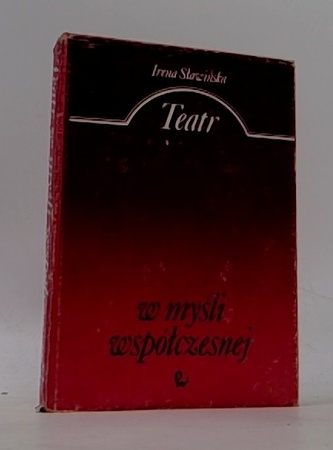 Irena Sławińska
Teatr
w myśli
współczesnej